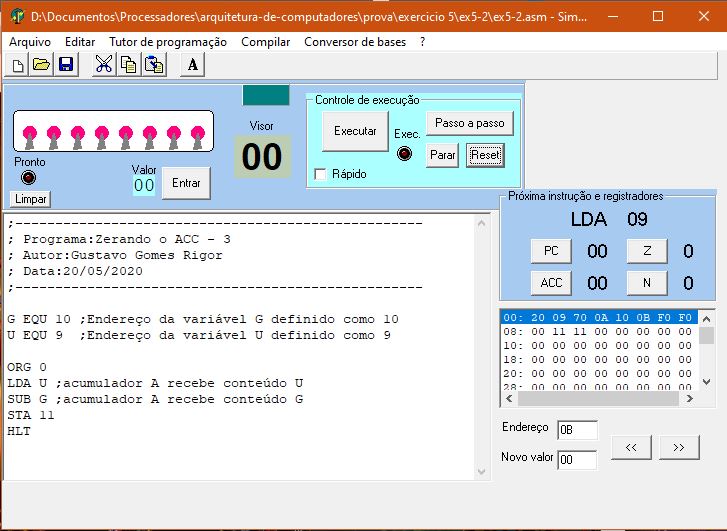 D:\Documentos\Processadores\arquitetura-de-computadores\prova\exercicio 5\ex5-2\ex5-2.asm - Sim...
Arquivo Editar Tutor de programação Compilar Conversor de bases ?
A
Pronto
Limpar
Valor
00
Entrar
Visor
00
Controle de execução
Executar
Exec.
Passo a passo
Parar
Reset
Rápido
Próxima instrução e registradores
LDA 09
PC 00 Z 0
ACC 00 N 0
;---------------------------------------------------
; Programa:Zerando o ACC - 3
; Autor:Gustavo Gomes Rigor
; Data:20/05/2020
;---------------------------------------------------
G EQU 10 ;Endereço da variável G definido como 10
U EQU 9 ;Endereço da variável U definido como 9
ORG 0
LDA U ;acumulador A recebe conteúdo U
SUB G ;acumulador A recebe conteúdo G
STA 11
HLT
00: 20 09 70 0A 10 0B F0 F0
08: 00 11 11 00 00 00 00 00
10: 00 00 00 00 00 00 00 00
18: 00 00 00 00 00 00 00 00
20: 00 00 00 00 00 00 00 00
28: 00 00 00 00 00 00 00 00
Endereço 0B
Novo valor 00
<< >>